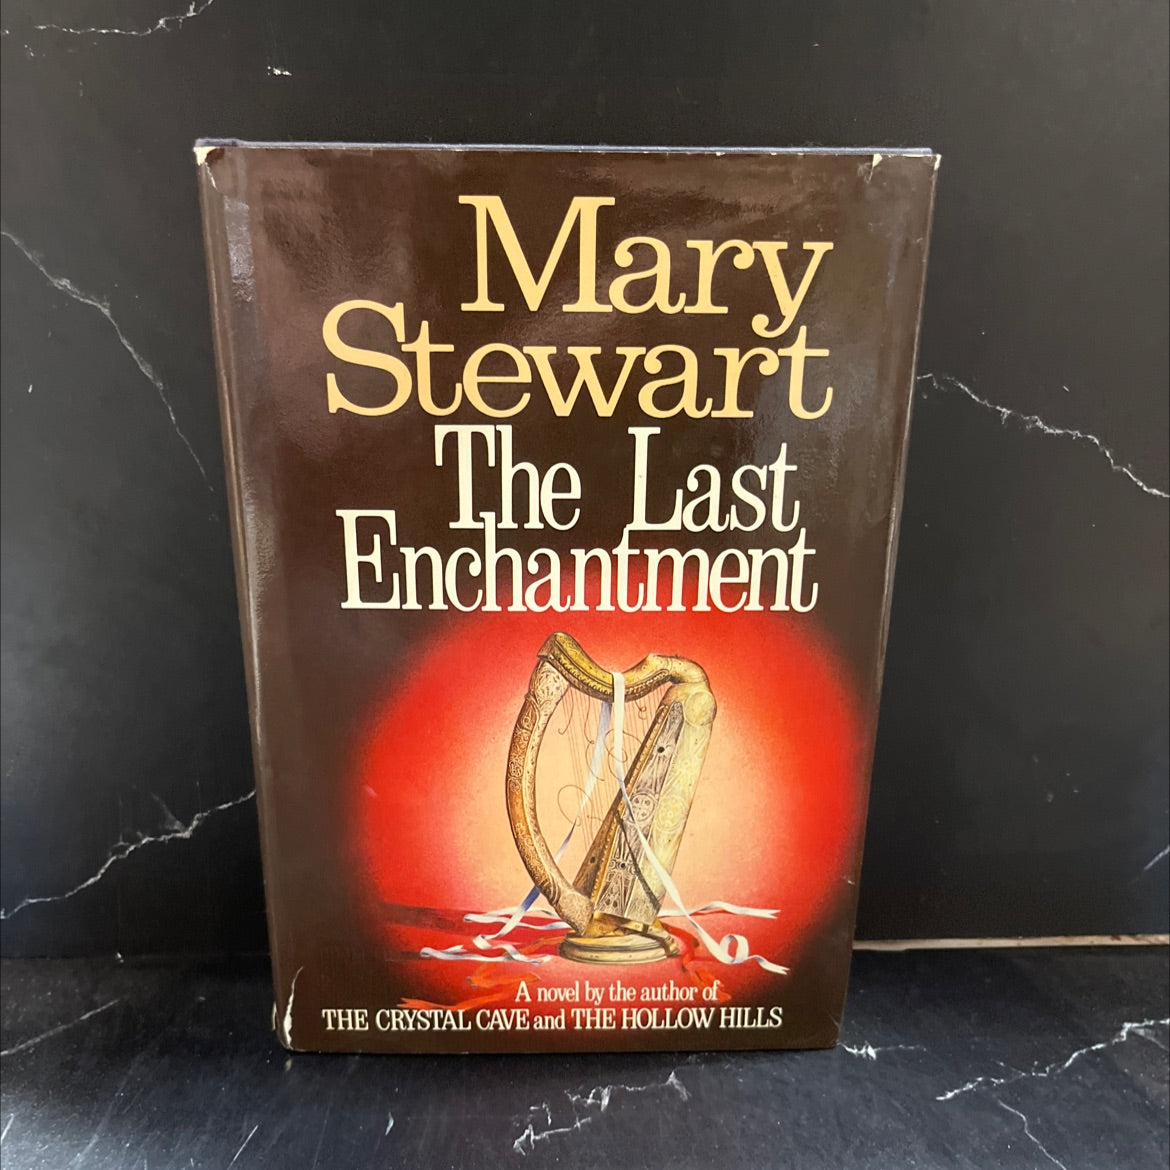 Mary
Stewart
The Last
Enchantment
A novel by the author of
THE CRYSTAL CAVE and THE HOLLOW HILLS